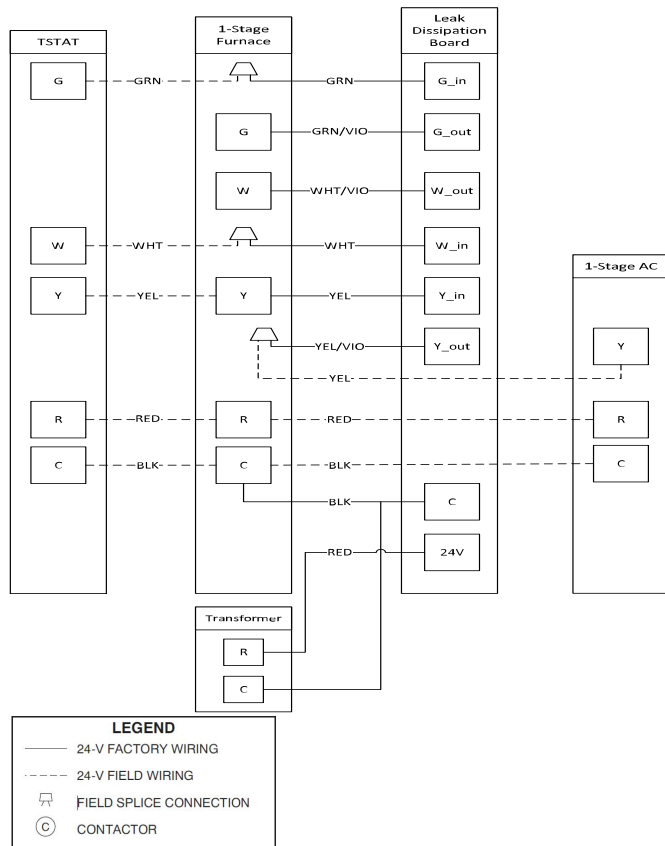 Leak
Dissipation
Board
1-Stage
Furnace
TSTAT
G GRN GRN G_in
G GRN/VIO G_out
W WHT/VIO W_out
W WHT WHT W_in
1-Stage AC
Y YEL Y YEL Y_in
YEL/VIO Y_out Y
YEL
R RED R RED R
C BLK C BLK C
BLK C
RED 24V
Transformer
R
C
LEGEND
24-V FACTORY WIRING
24-V FIELD WIRING
FIELD SPLICE CONNECTION
C CONTACTOR